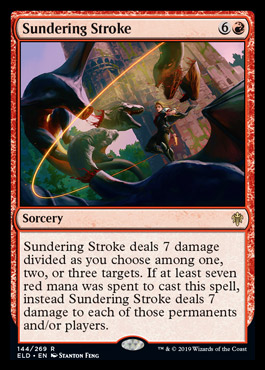 Sundering Stroke 6
Sorcery
Sundering Stroke deals 7 damage
divided as you choose among one,
two, or three targets. If at least seven
red mana was spent to cast this spell,
instead Sundering Stroke deals 7
damage to each of those permanents
and/or players.
144/269 R
ELD • EN STANTON FENG
™ & © 2019 Wizards of the Coast